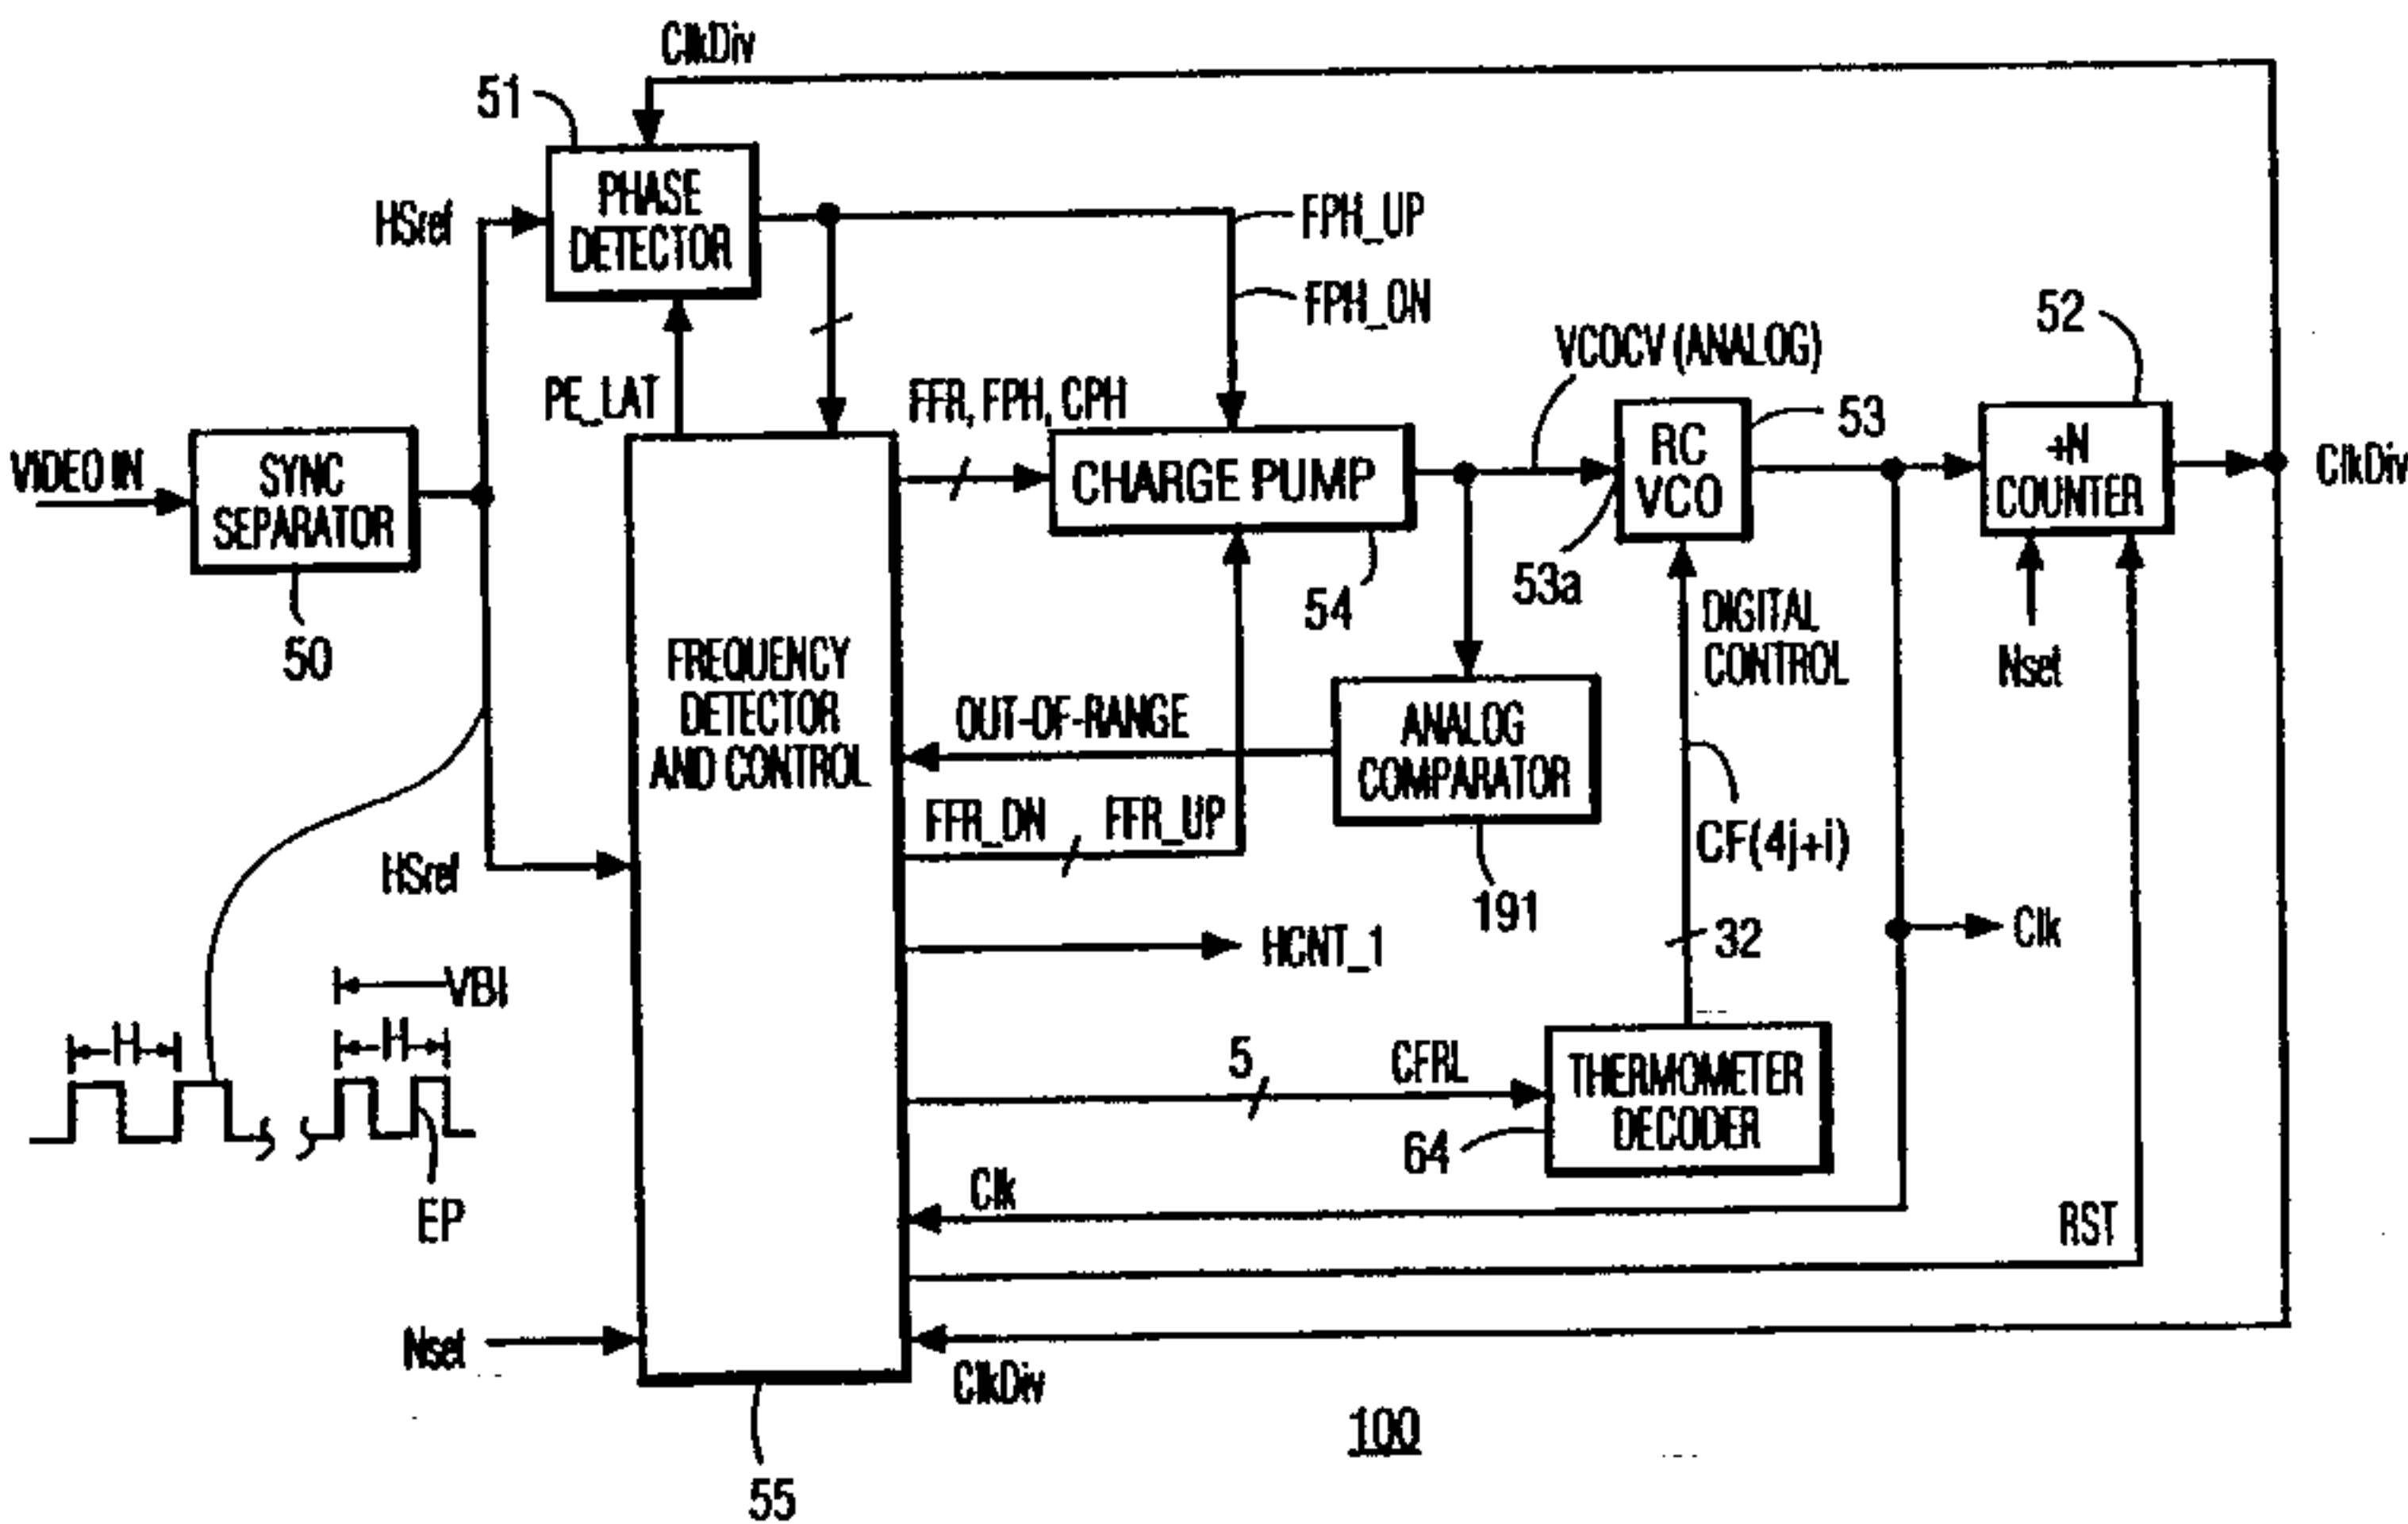 ClkDiv
51
PHASE
DETECTOR
HSref
FPH_UP
FPH_DN
52
VCOCV (ANALOG)
PE_LAT
FFR, FPH, CPH
53
RC
VCO
÷N
COUNTER
ClkDiv
VIDEO IN
SYNC
SEPARATOR
CHARGE PUMP
53a
54
50
DIGITAL
CONTROL
Nset
FREQUENCY
DETECTOR
AND CONTROL
OUT-OF-RANGE
ANALOG
COMPARATOR
FFR_DN
FFR_UP
CF(4j+i)
HSref
191
HCNT_1
32
Clk
VBI
H
H
5
CFRL
THERMOMETER
DECODER
64
EP
Clk
RST
Nset
ClkDiv
100
55